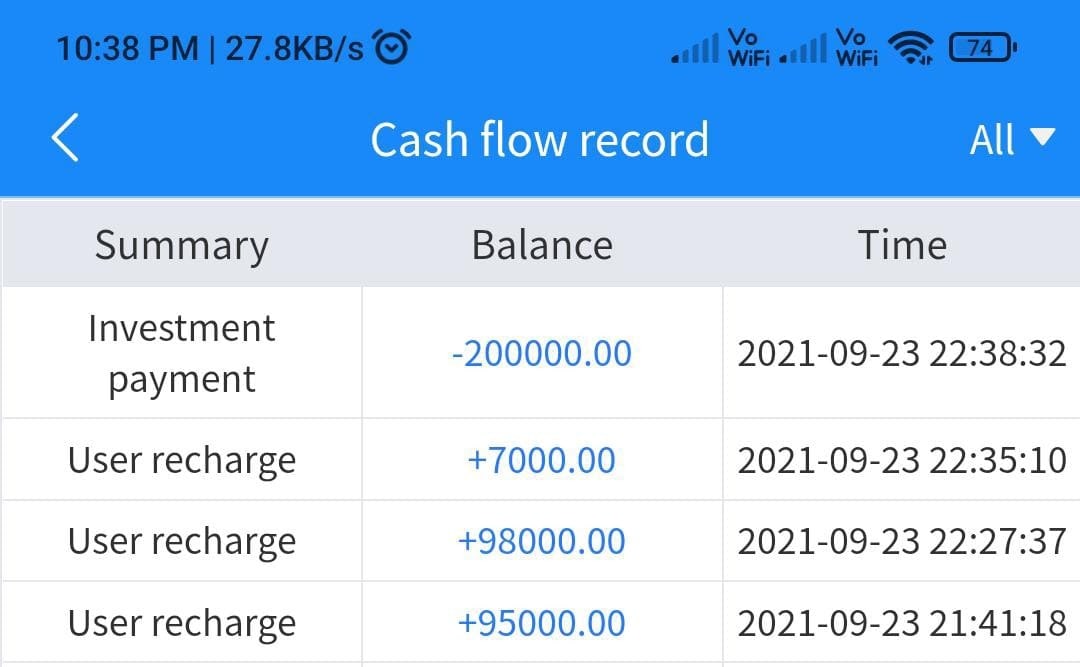 10:38 PM | 27.8KB/s Vo WiFi Vo WiFi 74
Cash flow record All
Summary Balance Time
Investment payment -200000.00 2021-09-23 22:38:32
User recharge +7000.00 2021-09-23 22:35:10
User recharge +98000.00 2021-09-23 22:27:37
User recharge +95000.00 2021-09-23 21:41:18